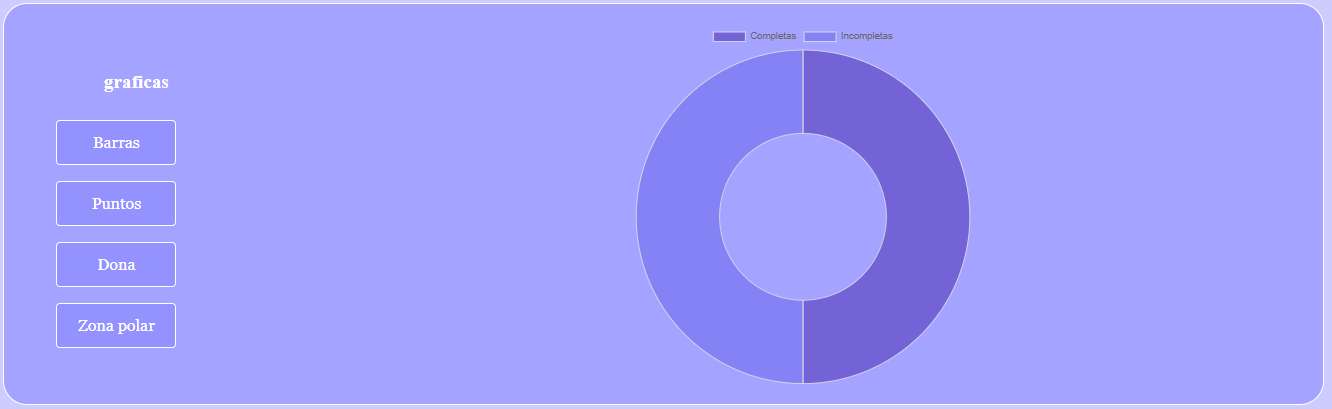 Completas Incompletas
graficas
Barras
Puntos
Dona
Zona polar